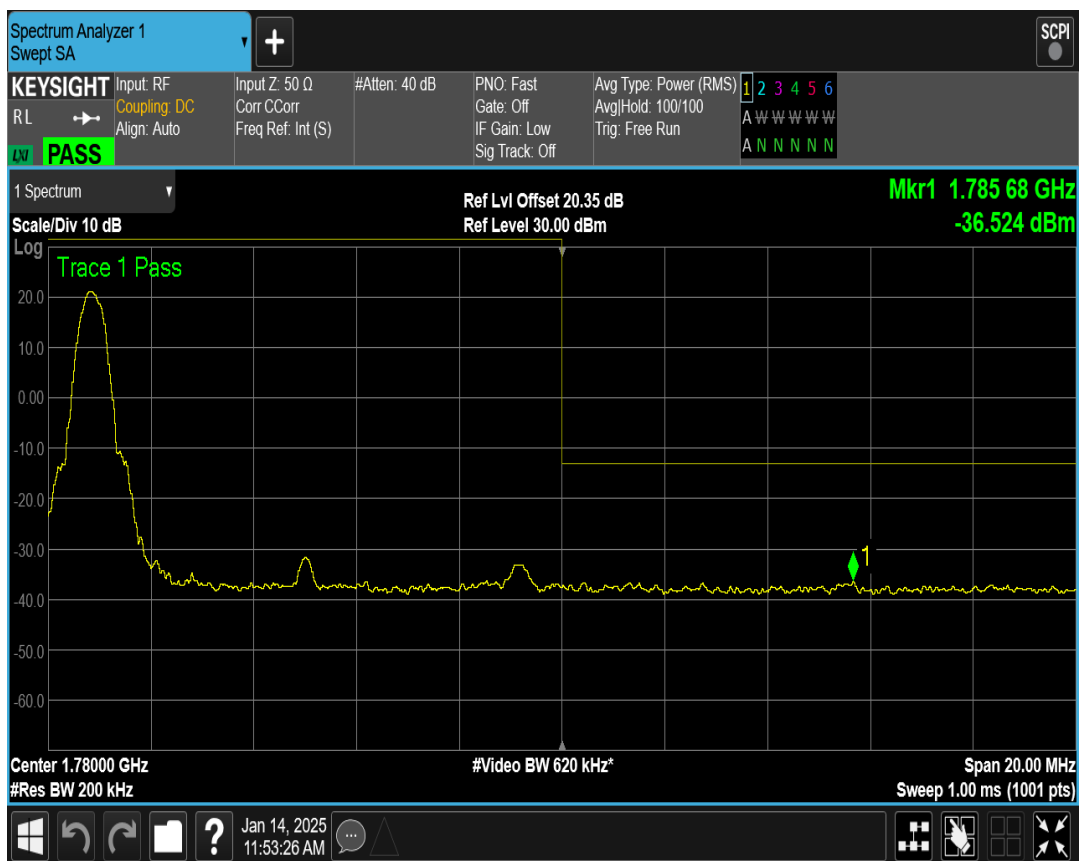 Spectrum Analyzer 1
Swept SA
+
SCPI
KEYSIGHT
RL
LXI PASS
Input: RF
Coupling: DC
Align: Auto
Input Z: 50 Ω
Corr CCorr
Freq Ref: Int (S)
#Atten: 40 dB
PNO: Fast
Gate: Off
IF Gain: Low
Sig Track: Off
Avg Type: Power (RMS)
Avg|Hold: 100/100
Trig: Free Run
1 2 3 4 5 6
A W W W W W
A N N N N N
1 Spectrum
Scale/Div 10 dB
Ref Lvl Offset 20.35 dB
Ref Level 30.00 dBm
Mkr1 1.785 68 GHz
-36.524 dBm
Log
Trace 1 Pass
20.0
10.0
0.00
-10.0
-20.0
-30.0
1
-40.0
-50.0
-60.0
Center 1.78000 GHz
#Res BW 200 kHz
#Video BW 620 kHz*
Span 20.00 MHz
Sweep 1.00 ms (1001 pts)
?
Jan 14, 2025
11:53:26 AM